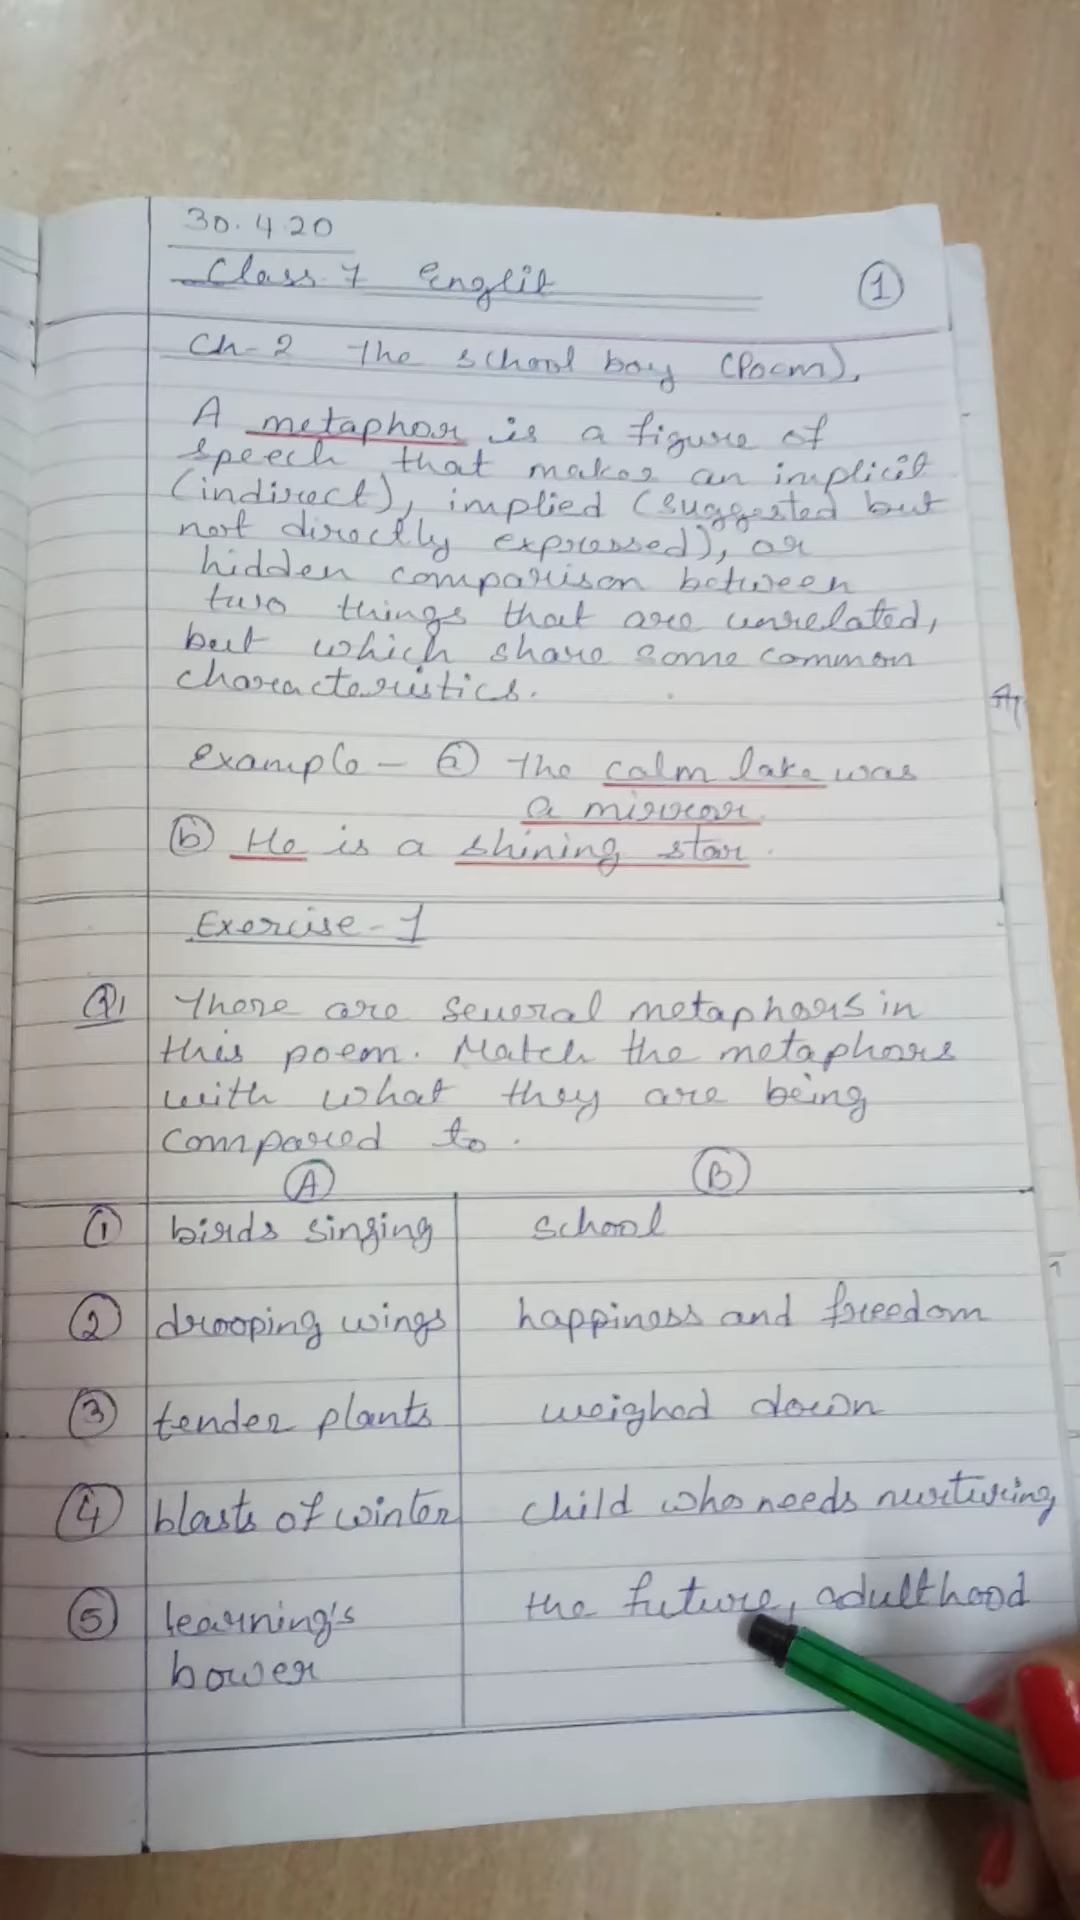 30.4.20
Class-7 English
1
Ch-2 The school boy (Poem),
A metaphor is a figure of
speech that makes an implicit
(indirect), implied (suggested but
not directly expressed), or
hidden comparison between
two things that are unrelated,
but which share some common
characteristics.
Example - a The calm lake was
a mirror.
b He is a shining star.
Exercise-1
Q1 There are several metaphors in
this poem. Match the metaphors
with what they are being
compared to.
A B
1 birds singing school
2 drooping wings happiness and freedom
3 tender plants weighed down
4 blasts of winter child who needs nurturing
5 learning's the future, adulthood
bower